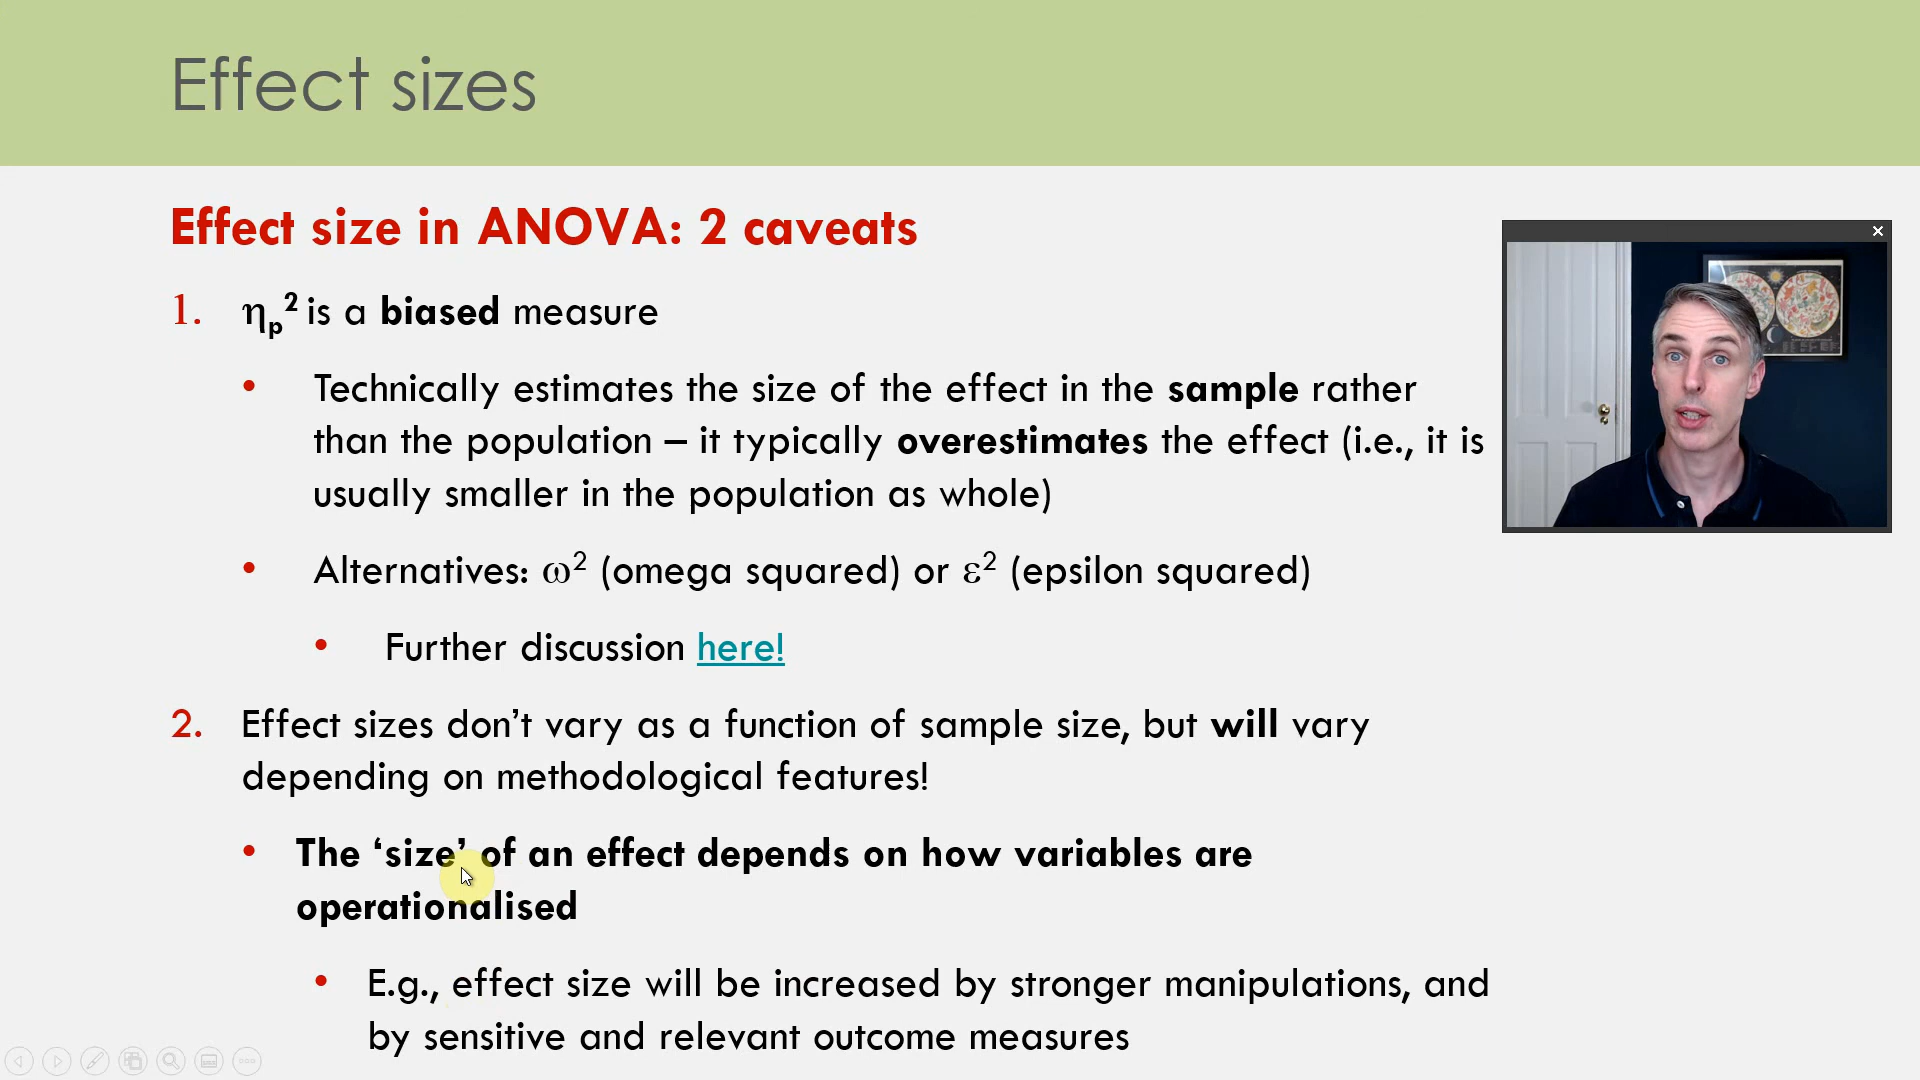 Effect sizes
Effect size in ANOVA: 2 caveats
1. ηp² is a biased measure
• Technically estimates the size of the effect in the sample rather
than the population – it typically overestimates the effect (i.e., it is
usually smaller in the population as whole)
• Alternatives: ω² (omega squared) or ε² (epsilon squared)
• Further discussion here!
2. Effect sizes don’t vary as a function of sample size, but will vary
depending on methodological features!
• The ‘size’ of an effect depends on how variables are
operationalised
• E.g., effect size will be increased by stronger manipulations, and
by sensitive and relevant outcome measures